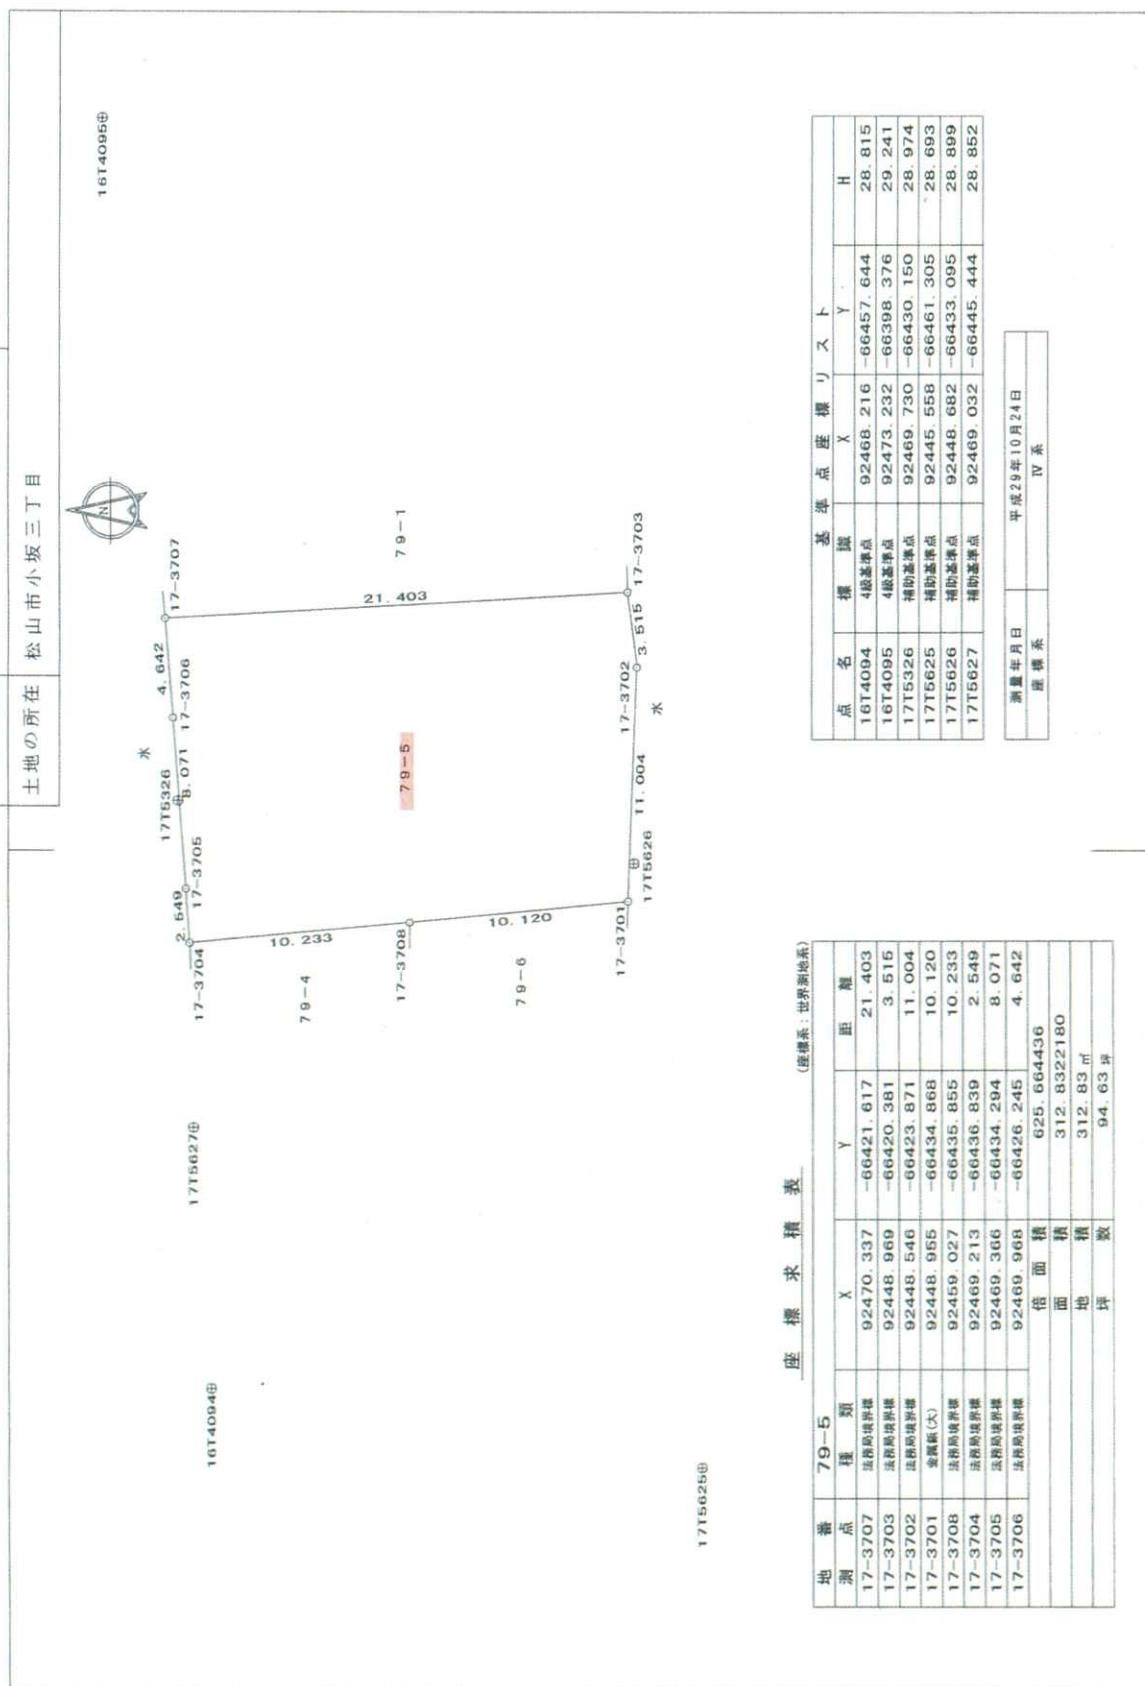 土地の所在 松山市小坂三丁目
N
16T4095
17-3707
4.642
17-3706
水
17T5326
8.071
17-3705
2.549
17-3704
10.233
79-4
17-3708
10.120
79-6
17-3701
17T5626
11.004
水
17-3702
3.515
17-3703
21.403
79-1
79-5
17T5627
16T4094
17T5625
座標求積表
(座標系：世界測地系)
地番 79-5
測点 種類 X Y 距離
17-3707 法務局境界標 92470.337 -66421.617 21.403
17-3703 法務局境界標 92448.969 -66420.381 3.515
17-3702 法務局境界標 92448.546 -66423.871 11.004
17-3701 金属鋲(大) 92448.955 -66434.868 10.120
17-3708 法務局境界標 92459.027 -66435.855 10.233
17-3704 法務局境界標 92469.213 -66436.839 2.549
17-3705 法務局境界標 92469.366 -66434.294 8.071
17-3706 法務局境界標 92469.968 -66426.245 4.642
倍面積 625.664436
面積 312.8322180
地積 312.83㎡
坪数 94.63坪
基準点座標リスト
点名 標識 X Y H
16T4094 4級基準点 92468.216 -66457.644 28.815
16T4095 4級基準点 92473.232 -66398.376 29.241
17T5326 補助基準点 92469.730 -66430.150 28.974
17T5625 補助基準点 92445.558 -66461.305 28.693
17T5626 補助基準点 92448.682 -66433.095 28.899
17T5627 補助基準点 92469.032 -66445.444 28.852
測量年月日 平成29年10月24日
座標系 Ⅳ系